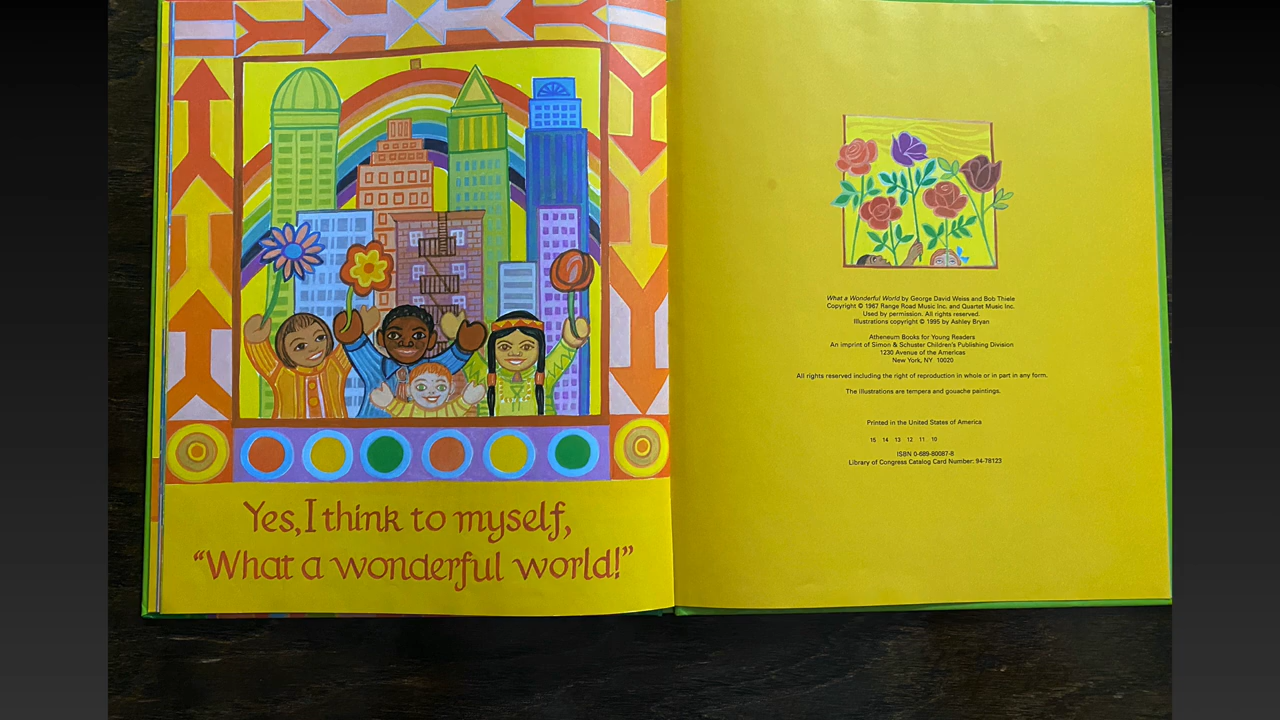 Yes, I think to myself,
“What a wonderful world!”
What a Wonderful World by George David Weiss and Bob Thiele
Copyright © 1967 Range Road Music Inc. and Quartet Music Inc.
Used by permission. All rights reserved.
Illustrations copyright © 1995 by Ashley Bryan
Atheneum Books for Young Readers
An imprint of Simon & Schuster Children's Publishing Division
1230 Avenue of the Americas
New York, NY 10020
All rights reserved including the right of reproduction in whole or in part in any form.
The illustrations are tempera and gouache paintings.
Printed in the United States of America
15 14 13 12 11 10
ISBN 0-689-80087-8
Library of Congress Catalog Card Number: 94-78123